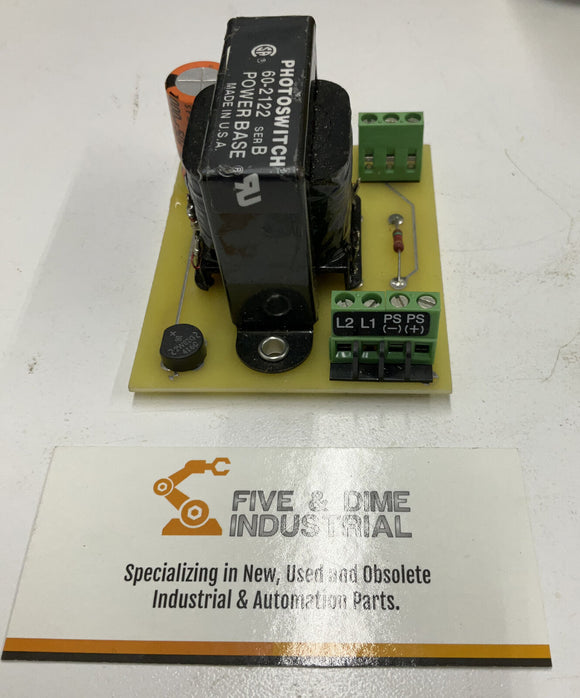 PHOTOSWITCH
60-2122 SER B
POWER BASE
MADE IN U.S.A.
L2 L1 PS PS
(−) (+)
FIVE & DIME
INDUSTRIAL
Specializing in New, Used and Obsolete
Industrial & Automation Parts.